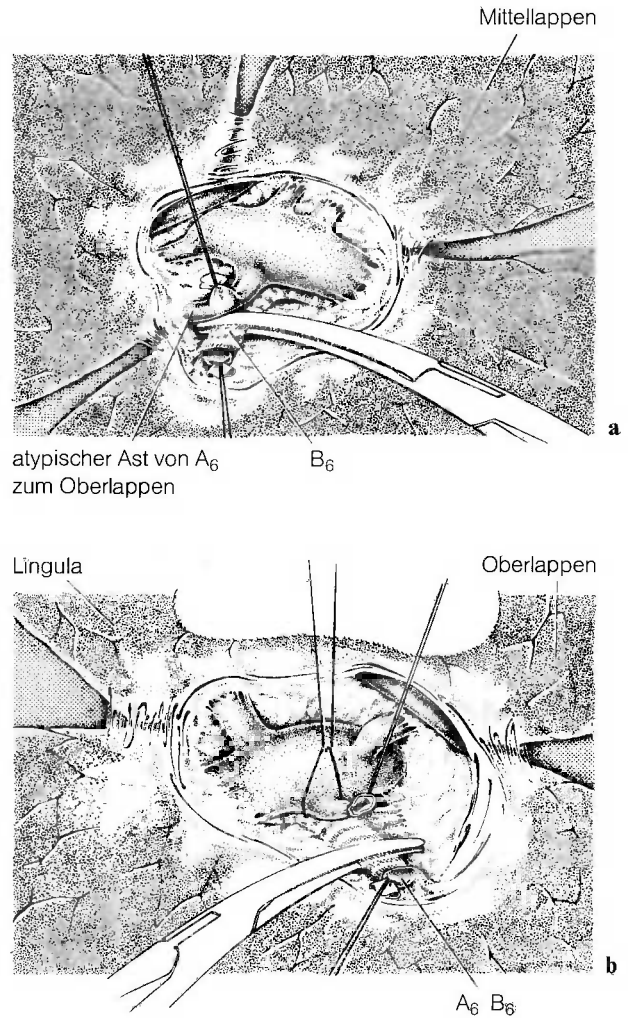 Mittellappen
a
atypischer Ast von A₆
zum Oberlappen
B₆
Lingula
Oberlappen
b
A₆ B₆